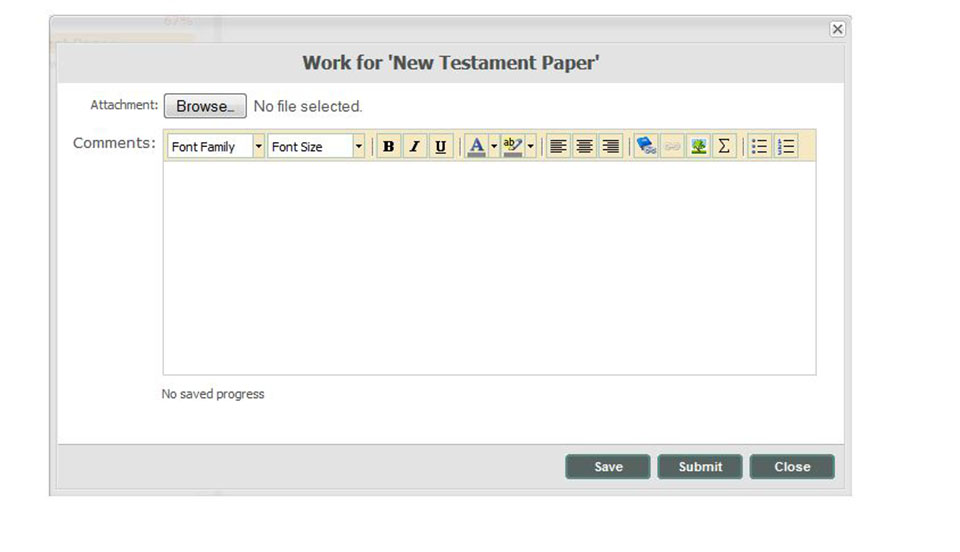 67%
Work for 'New Testament Paper'
Attachment: Browse... No file selected.
Comments: Font Family Font Size B I U A ab Σ
No saved progress
Save Submit Close